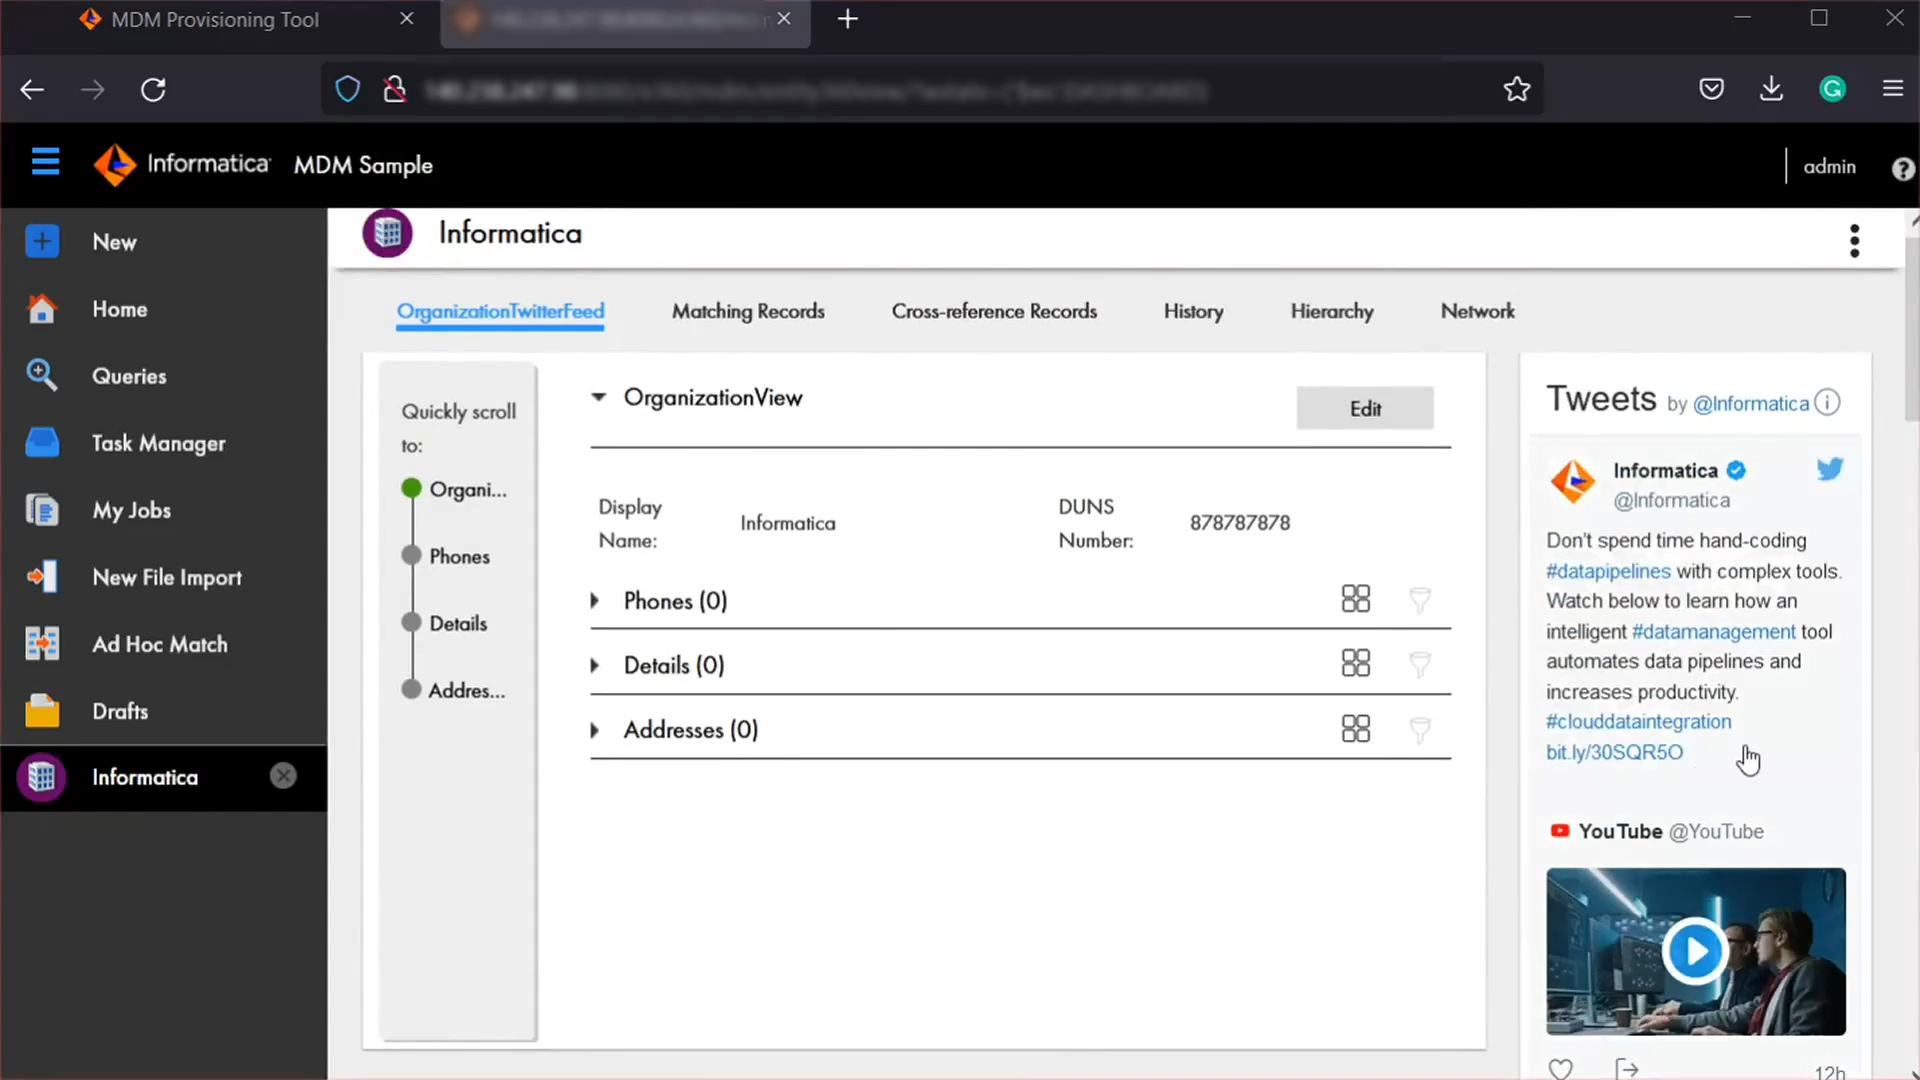 MDM Provisioning Tool
Informatica MDM Sample
admin
New
Home
Queries
Task Manager
My Jobs
New File Import
Ad Hoc Match
Drafts
Informatica
Informatica
OrganizationTwitterFeed Matching Records Cross-reference Records History Hierarchy Network
Quickly scroll
to:
Organi...
Phones
Details
Addres...
OrganizationView
Edit
Display
Name:
Informatica
DUNS
Number:
878787878
Phones (0)
Details (0)
Addresses (0)
Tweets by @Informatica
Informatica
@Informatica
Don't spend time hand-coding
#datapipelines with complex tools.
Watch below to learn how an
intelligent #datamanagement tool
automates data pipelines and
increases productivity.
#clouddataintegration
bit.ly/30SQR5O
YouTube @YouTube
12h